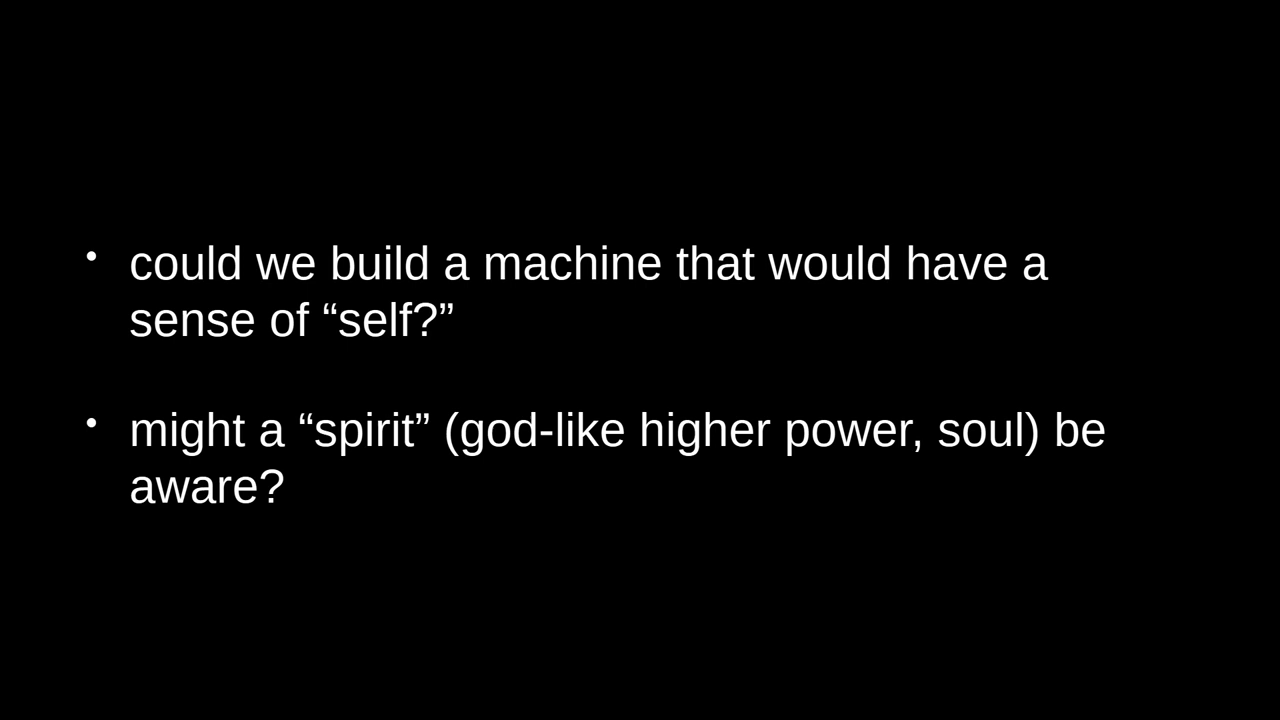 • could we build a machine that would have a
sense of “self?”
• might a “spirit” (god-like higher power, soul) be
aware?